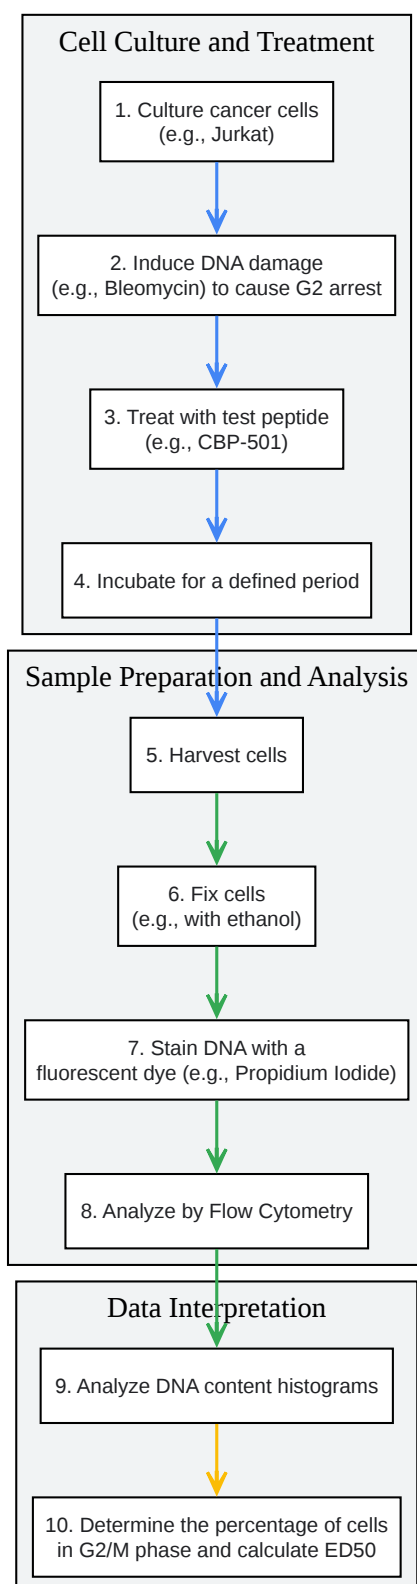 Cell Culture and Treatment
1. Culture cancer cells
(e.g., Jurkat)
2. Induce DNA damage
(e.g., Bleomycin) to cause G2 arrest
3. Treat with test peptide
(e.g., CBP-501)
4. Incubate for a defined period
Sample Preparation and Analysis
5. Harvest cells
6. Fix cells
(e.g., with ethanol)
7. Stain DNA with a
fluorescent dye (e.g., Propidium Iodide)
8. Analyze by Flow Cytometry
Data Interpretation
9. Analyze DNA content histograms
10. Determine the percentage of cells
in G2/M phase and calculate ED50